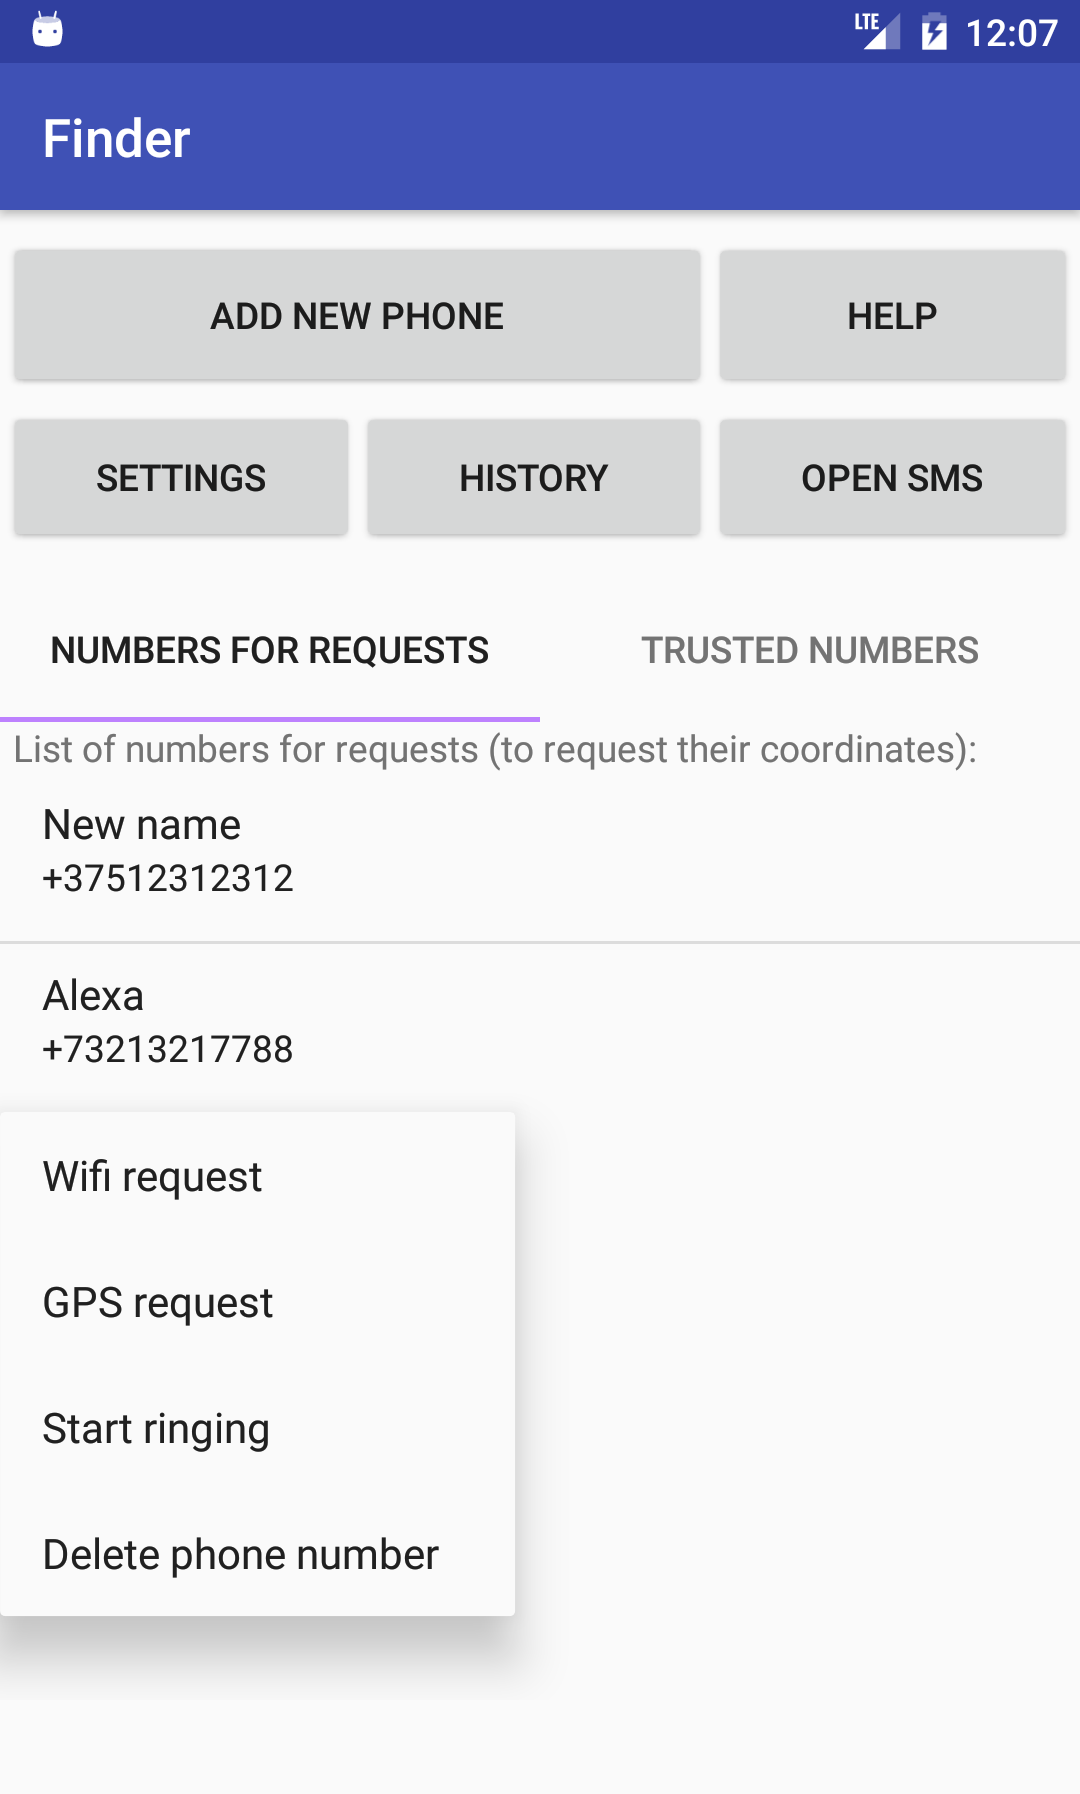 LTE 12:07
Finder
ADD NEW PHONE HELP
SETTINGS HISTORY OPEN SMS
NUMBERS FOR REQUESTS TRUSTED NUMBERS
List of numbers for requests (to request their coordinates):
New name
+37512312312
Alexa
+73213217788
Wifi request
GPS request
Start ringing
Delete phone number